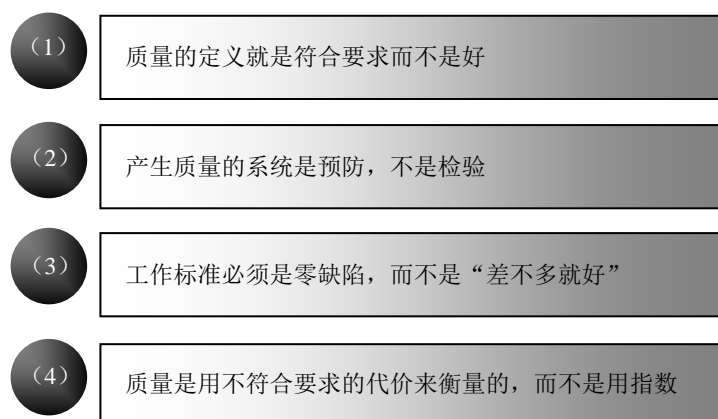 （1） 质量的定义就是符合要求而不是好
（2） 产生质量的系统是预防，不是检验
（3） 工作标准必须是零缺陷，而不是“差不多就好”
（4） 质量是用不符合要求的代价来衡量的，而不是用指数